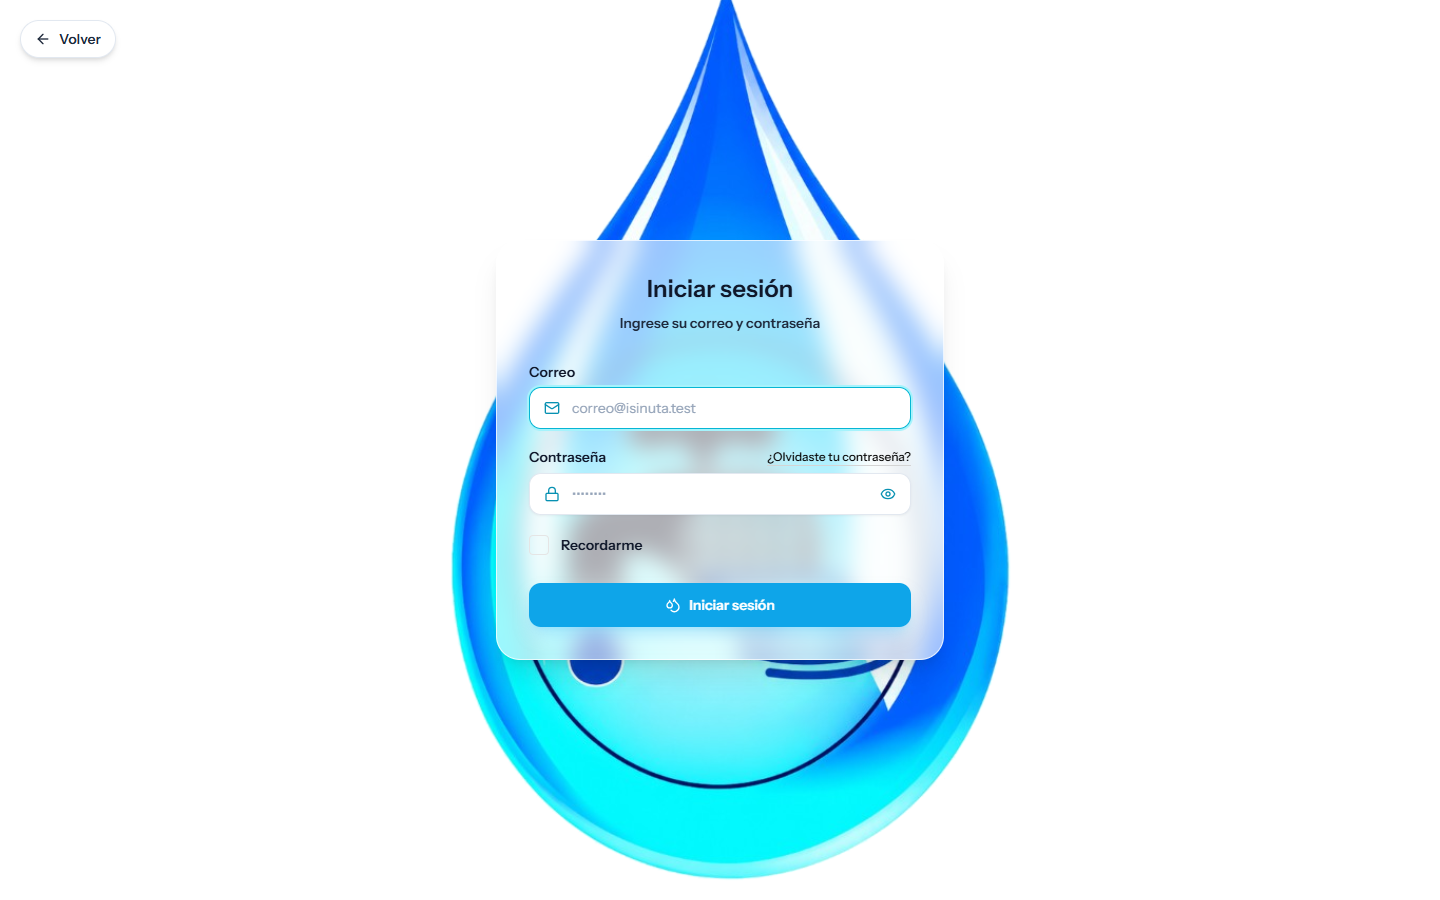 Volver
Iniciar sesión
Ingrese su correo y contraseña
Correo
correo@isinuta.test
Contraseña
¿Olvidaste tu contraseña?
••••••••
Recordarme
Iniciar sesión